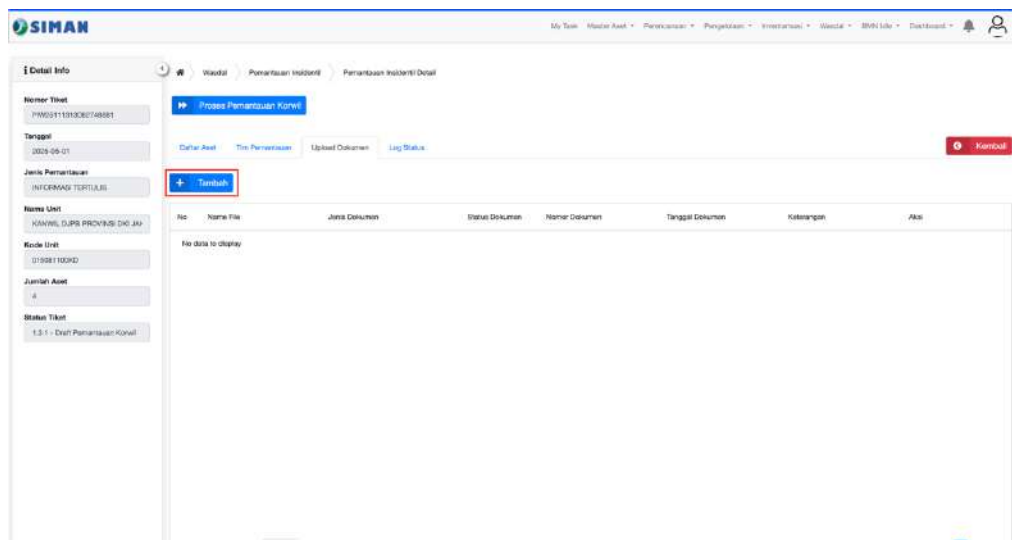 SIMAN
My Task Master Aset Perencanaan Pengelolaan Inventarisasi Wasdal BMN Idle Dashboard
Detail Info
Wasdal Pemantauan Insidentil Pemantauan Insidentil Detail
Nomor Tiket
Proses Pemantauan Korwil
Tanggal
Daftar Aset Tim Pemantauan Upload Dokumen Log Status
Kembali
Jenis Pemantauan
INFORMASI TERTULIS
Tambah
Nama Unit
KANWIL DJPB PROVINSI DKI JAK
No Nama File Jenis Dokumen Status Dokumen Nomor Dokumen Tanggal Dokumen Keterangan Aksi
Kode Unit
No data to display
Jumlah Aset
4
Status Tiket
1.3.1 - Draft Pemantauan Korwil